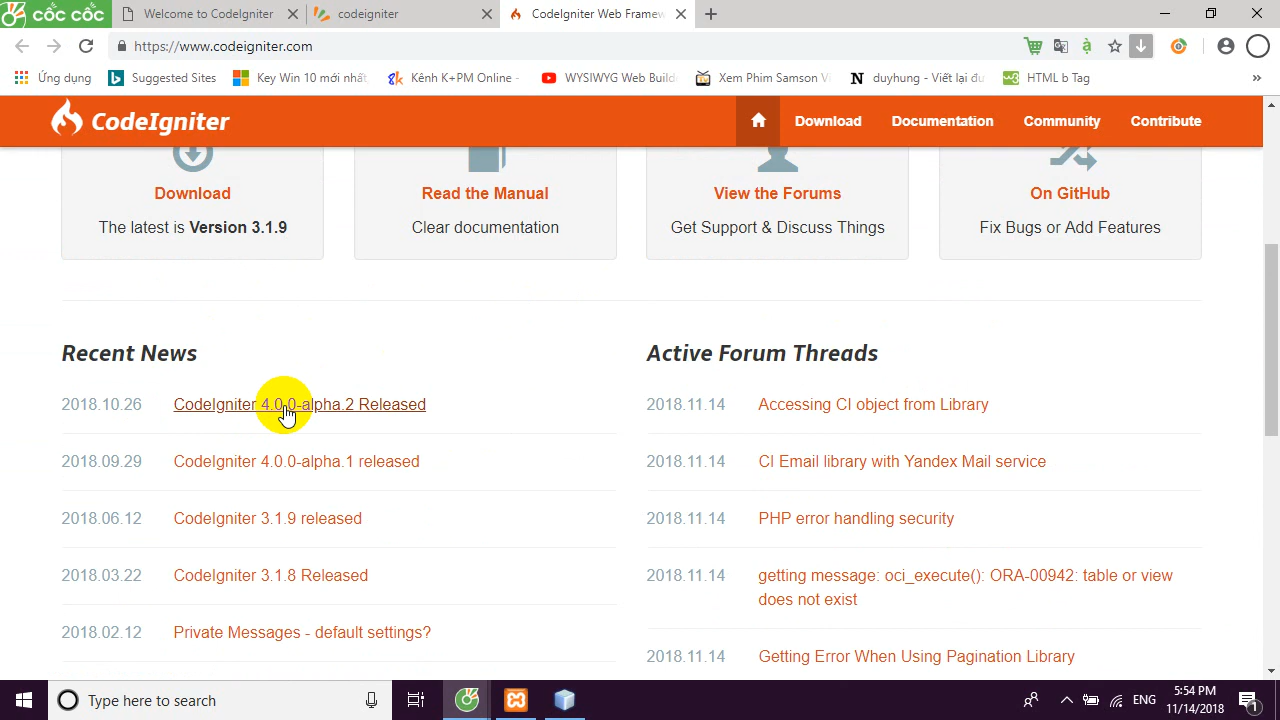 cốc cốc
Welcome to CodeIgniter
codeigniter
CodeIgniter Web Framew
https://www.codeigniter.com
Ứng dụng
Suggested Sites
Key Win 10 mới nhất
Kênh K+PM Online -
WYSIWYG Web Build
Xem Phim Samson Vi
duyhung - Viết lại đư
HTML b Tag
CodeIgniter
Download
Documentation
Community
Contribute
Download
The latest is Version 3.1.9
Read the Manual
Clear documentation
View the Forums
Get Support & Discuss Things
On GitHub
Fix Bugs or Add Features
Recent News
2018.10.26 CodeIgniter 4.0.0-alpha.2 Released
2018.09.29 CodeIgniter 4.0.0-alpha.1 released
2018.06.12 CodeIgniter 3.1.9 released
2018.03.22 CodeIgniter 3.1.8 Released
2018.02.12 Private Messages - default settings?
Active Forum Threads
2018.11.14 Accessing CI object from Library
2018.11.14 CI Email library with Yandex Mail service
2018.11.14 PHP error handling security
2018.11.14 getting message: oci_execute(): ORA-00942: table or view
does not exist
2018.11.14 Getting Error When Using Pagination Library
Type here to search
ENG
5:54 PM
11/14/2018
1